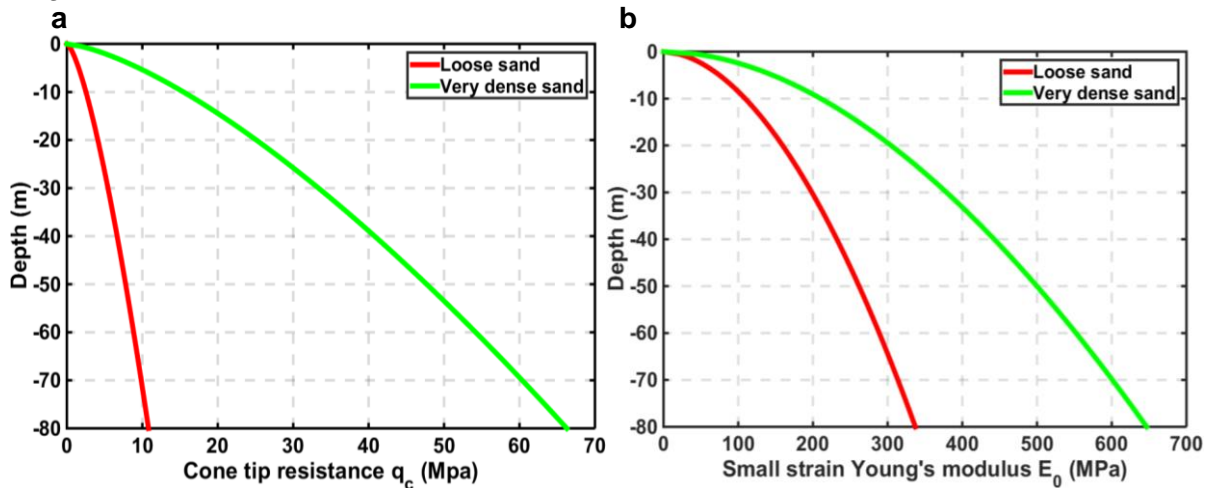 a
0
-10
-20
-30
-40
-50
-60
-70
-80
Depth (m)
0 10 20 30 40 50 60 70
Cone tip resistance q_c (Mpa)
Loose sand
Very dense sand
b
0
-10
-20
-30
-40
-50
-60
-70
-80
Depth (m)
0 100 200 300 400 500 600 700
Small strain Young's modulus E_0 (MPa)
Loose sand
Very dense sand